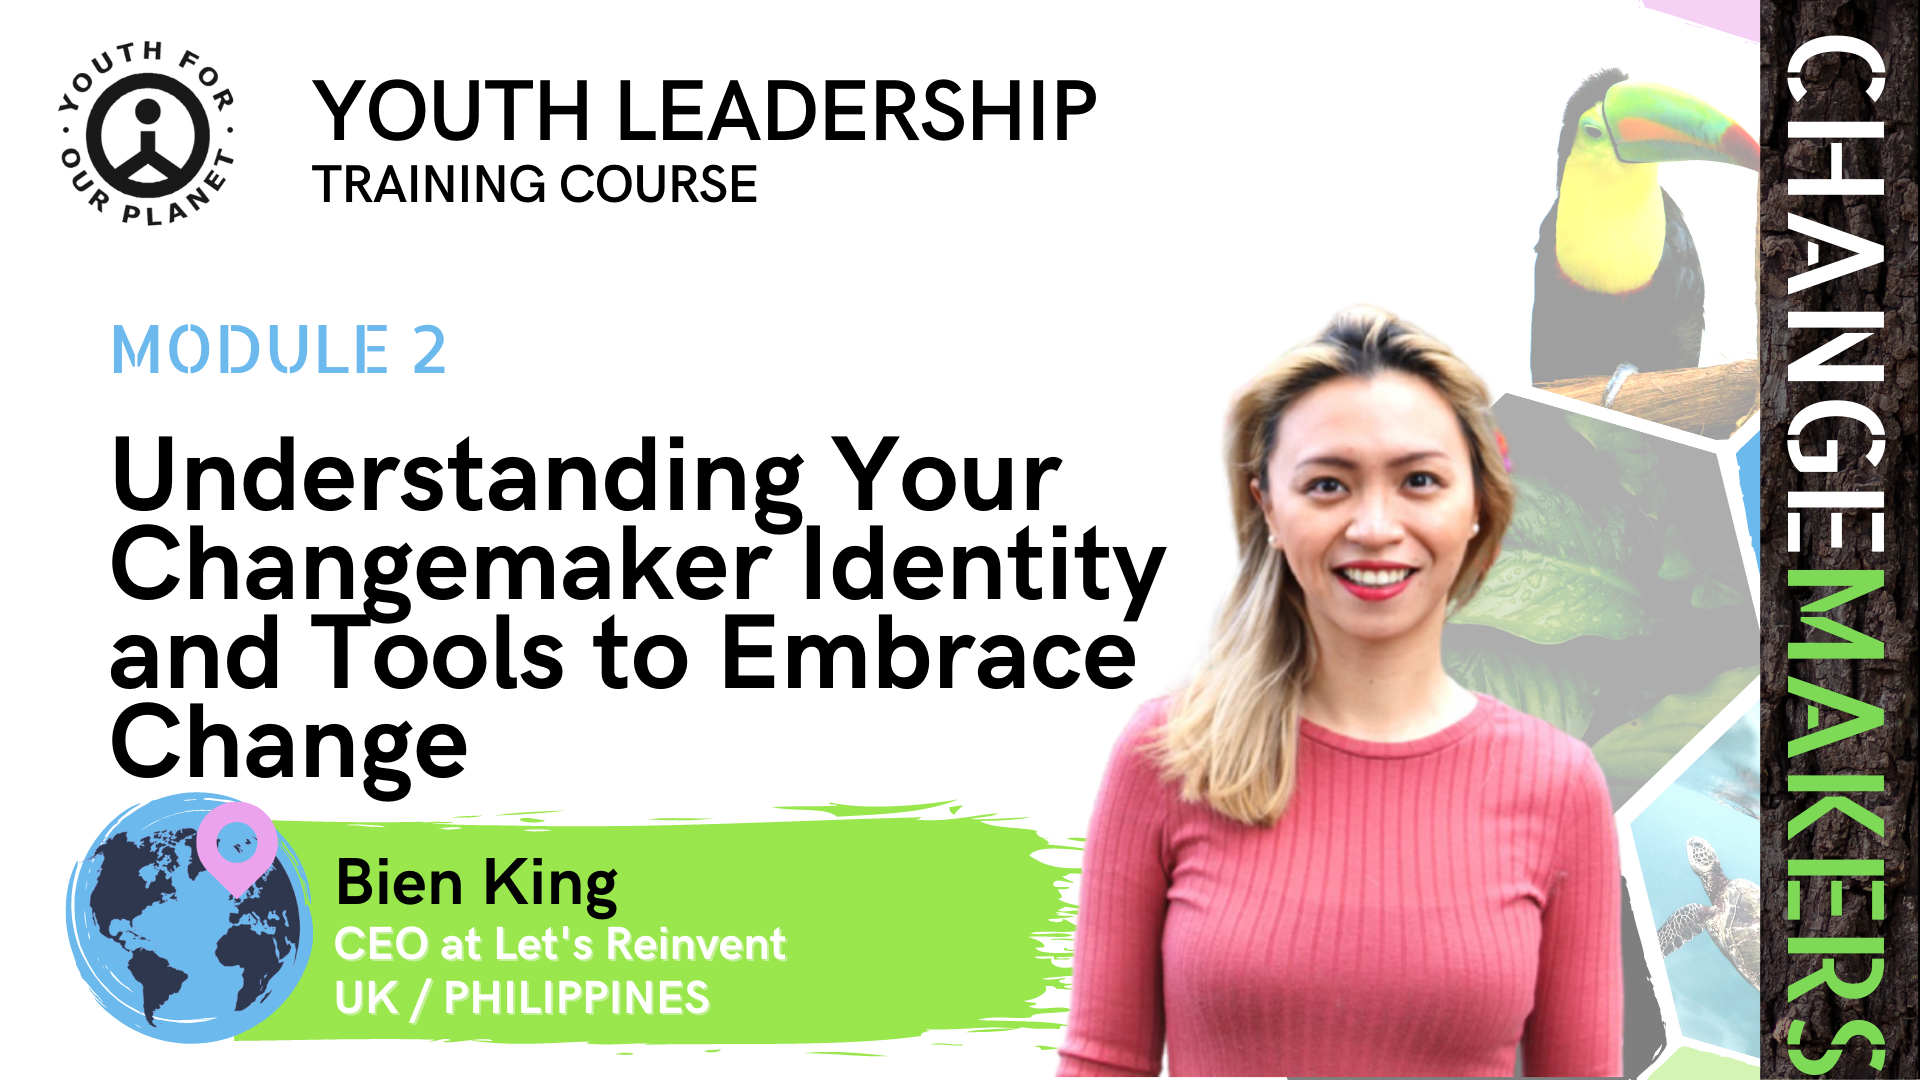 YOUTH FOR
· OUR PLANET ·
YOUTH LEADERSHIP
TRAINING COURSE
MODULE 2
Understanding Your
Changemaker Identity
and Tools to Embrace
Change
Bien King
CEO at Let's Reinvent
UK / PHILIPPINES
CHANGEMAKERS